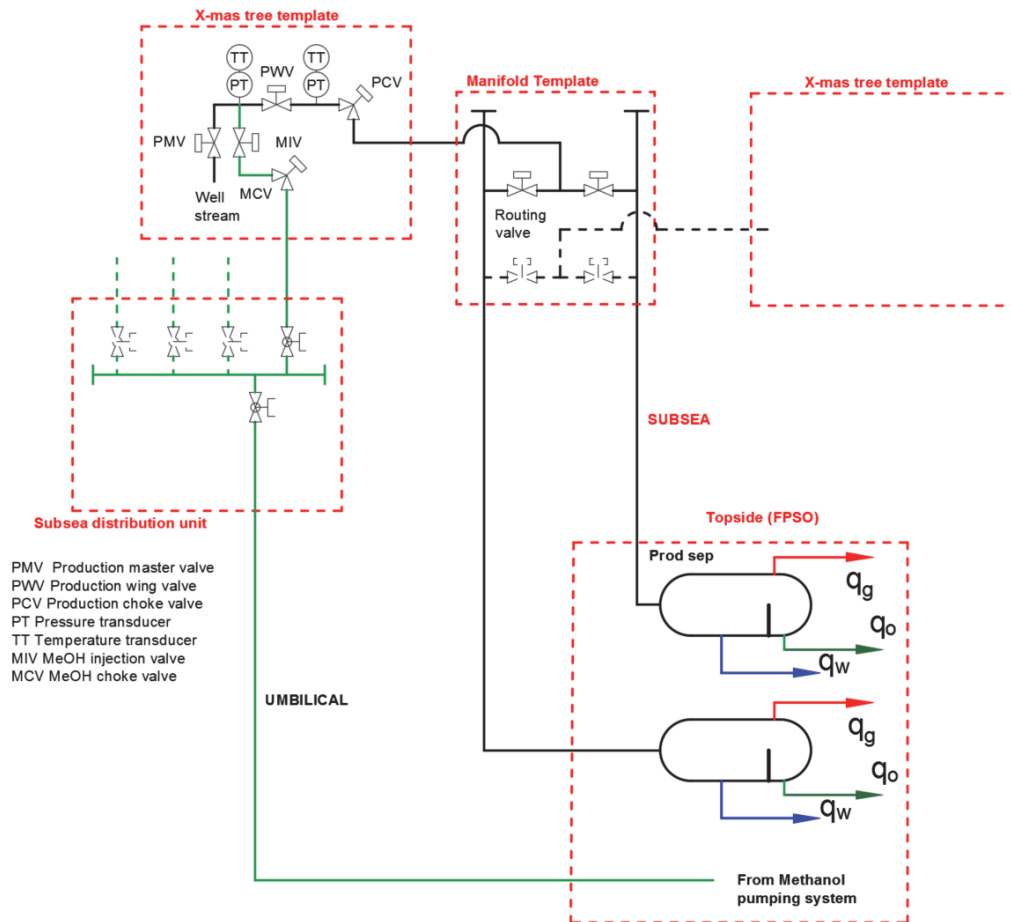 X-mas tree template
TT
TT
PT
PWV
PT
PCV
Manifold Template
X-mas tree template
PMV
MIV
MCV
Well
stream
Routing
valve
SUBSEA
Subsea distribution unit
Topside (FPSO)
PMV Production master valve
PWV Production wing valve
PCV Production choke valve
PT Pressure transducer
TT Temperature transducer
MIV MeOH injection valve
MCV MeOH choke valve
UMBILICAL
Prod sep
qg
qo
qw
qg
qo
qw
From Methanol
pumping system